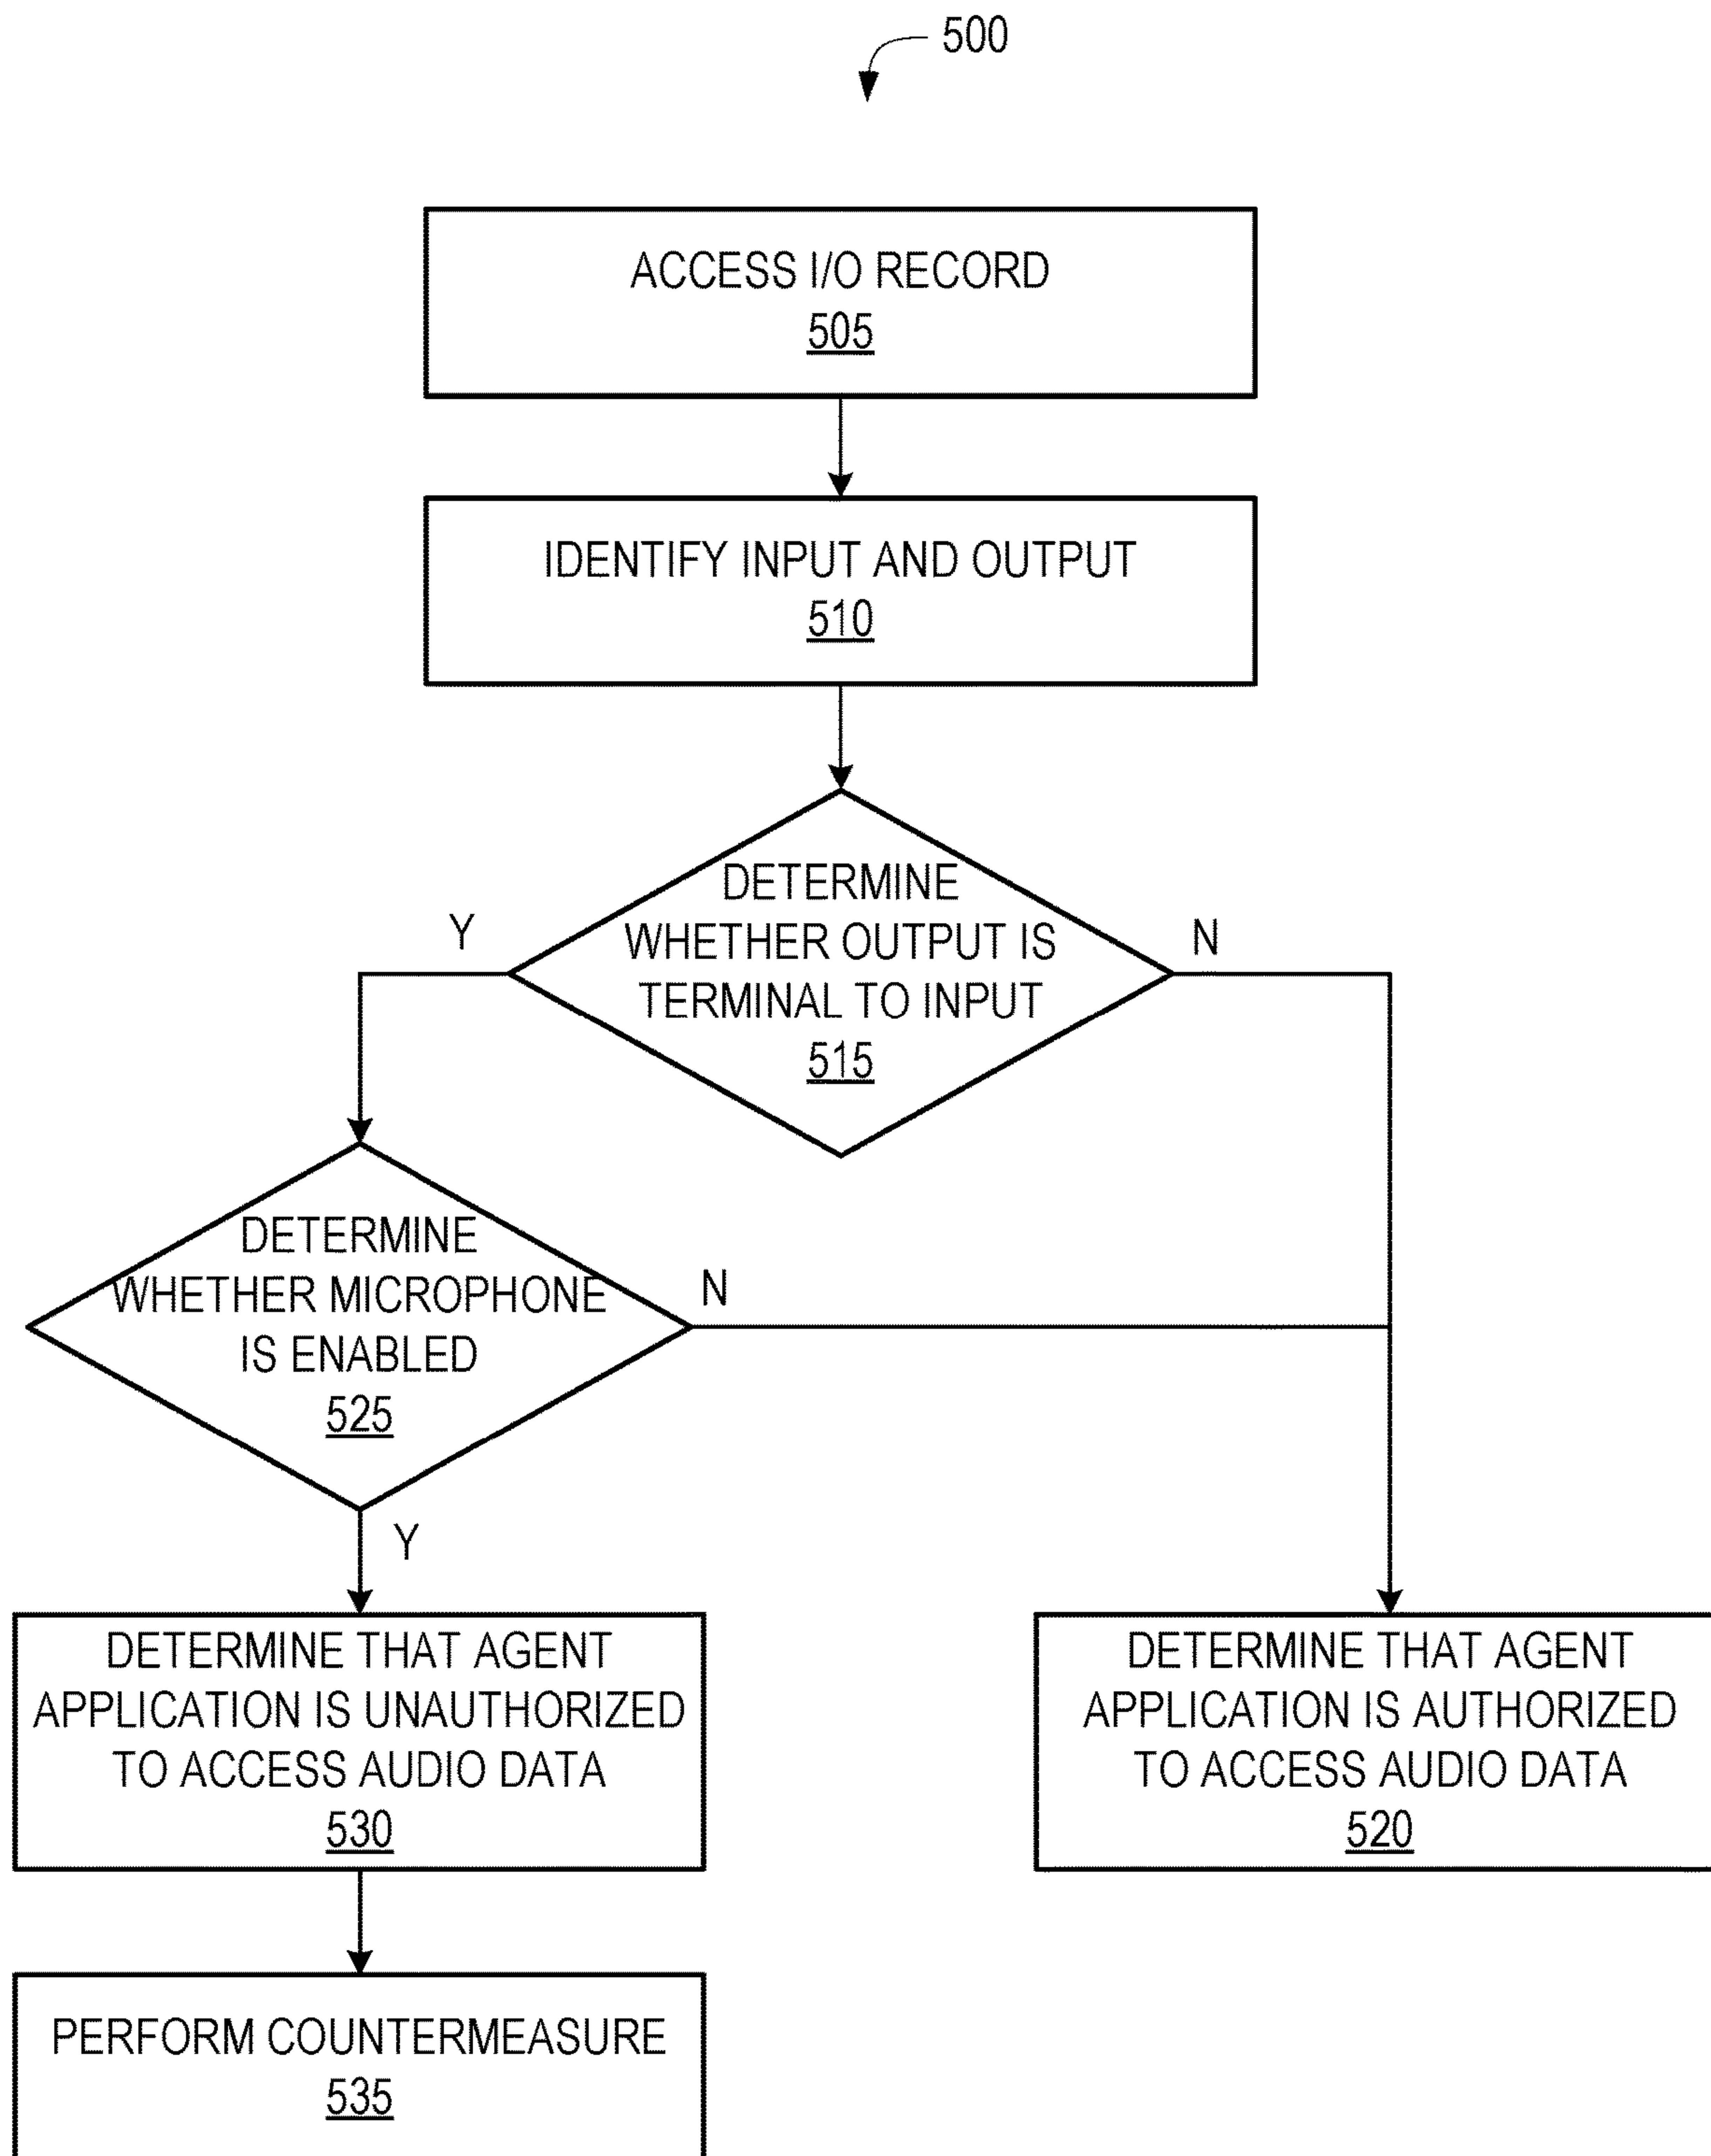 500
ACCESS I/O RECORD
505
IDENTIFY INPUT AND OUTPUT
510
DETERMINE
WHETHER OUTPUT IS
TERMINAL TO INPUT
515
Y
N
DETERMINE
WHETHER MICROPHONE
IS ENABLED
525
N
Y
DETERMINE THAT AGENT
APPLICATION IS UNAUTHORIZED
TO ACCESS AUDIO DATA
530
DETERMINE THAT AGENT
APPLICATION IS AUTHORIZED
TO ACCESS AUDIO DATA
520
PERFORM COUNTERMEASURE
535